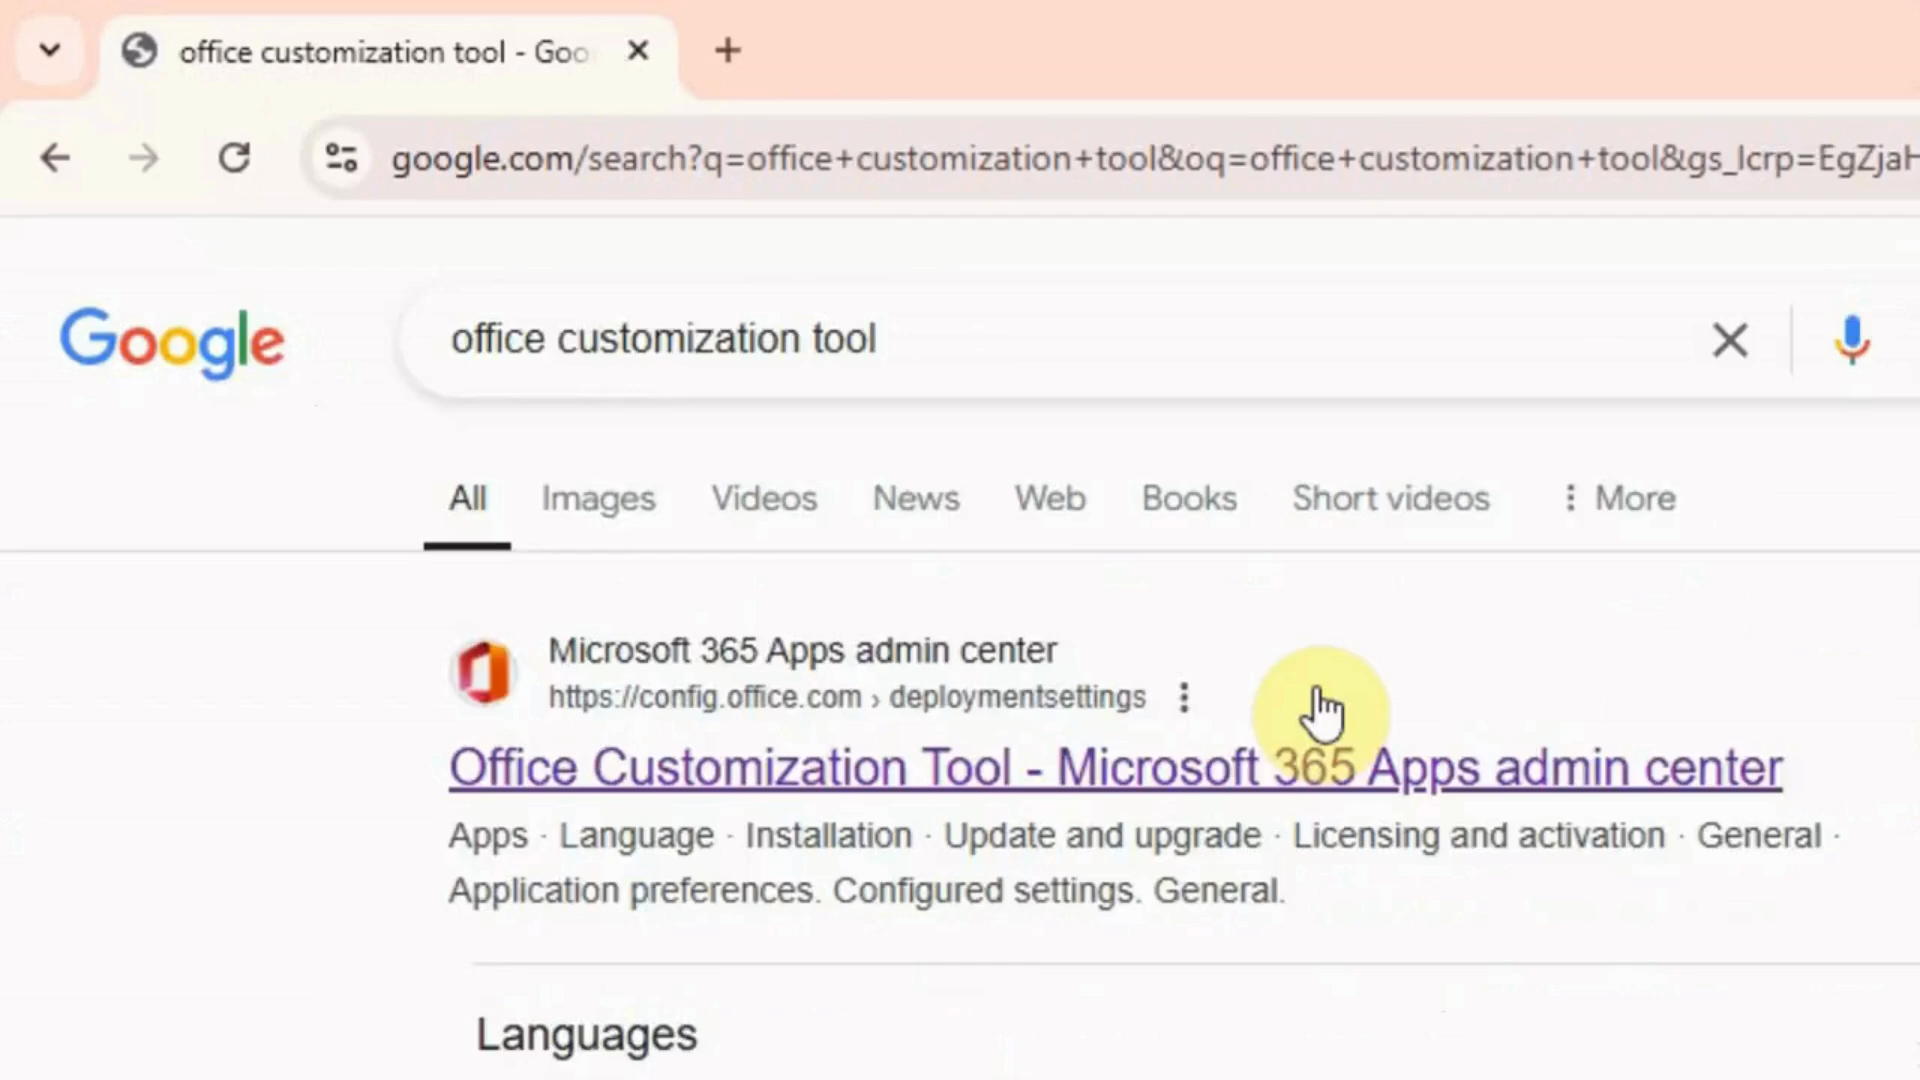 office customization tool - Goo
google.com/search?q=office+customization+tool&oq=office+customization+tool&gs_lcrp=EgZjaH
Google
office customization tool
All Images Videos News Web Books Short videos More
Microsoft 365 Apps admin center
https://config.office.com › deploymentsettings
Office Customization Tool - Microsoft 365 Apps admin center
Apps · Language · Installation · Update and upgrade · Licensing and activation · General ·
Application preferences. Configured settings. General.
Languages